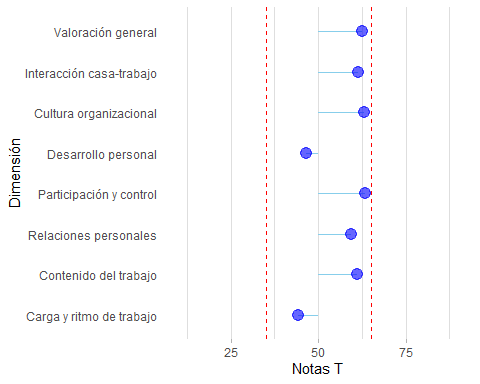 Valoración general
Interacción casa-trabajo
Cultura organizacional
Desarrollo personal
Participación y control
Relaciones personales
Contenido del trabajo
Carga y ritmo de trabajo
Dimensión
25 50 75
Notas T